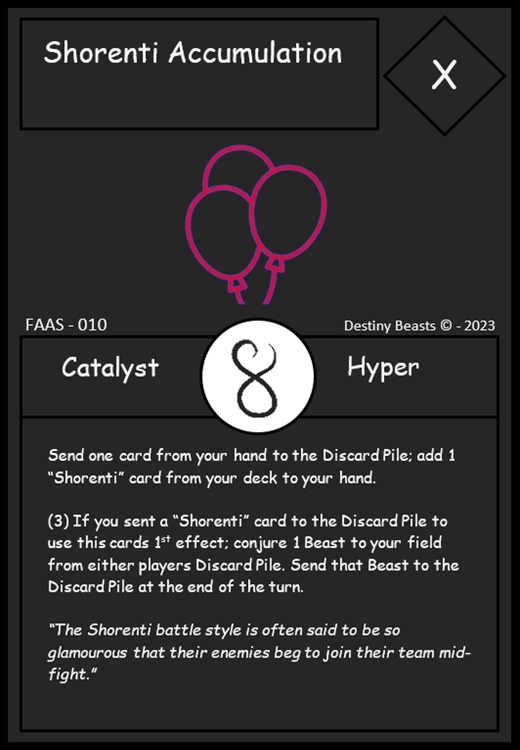 Shorenti Accumulation
X
FAAS - 010
Destiny Beasts © - 2023
Catalyst
8
Hyper
Send one card from your hand to the Discard Pile; add 1
“Shorenti” card from your deck to your hand.
(3) If you sent a “Shorenti” card to the Discard Pile to
use this cards 1st effect; conjure 1 Beast to your field
from either players Discard Pile. Send that Beast to the
Discard Pile at the end of the turn.
“The Shorenti battle style is often said to be so
glamourous that their enemies beg to join their team mid-
fight.”